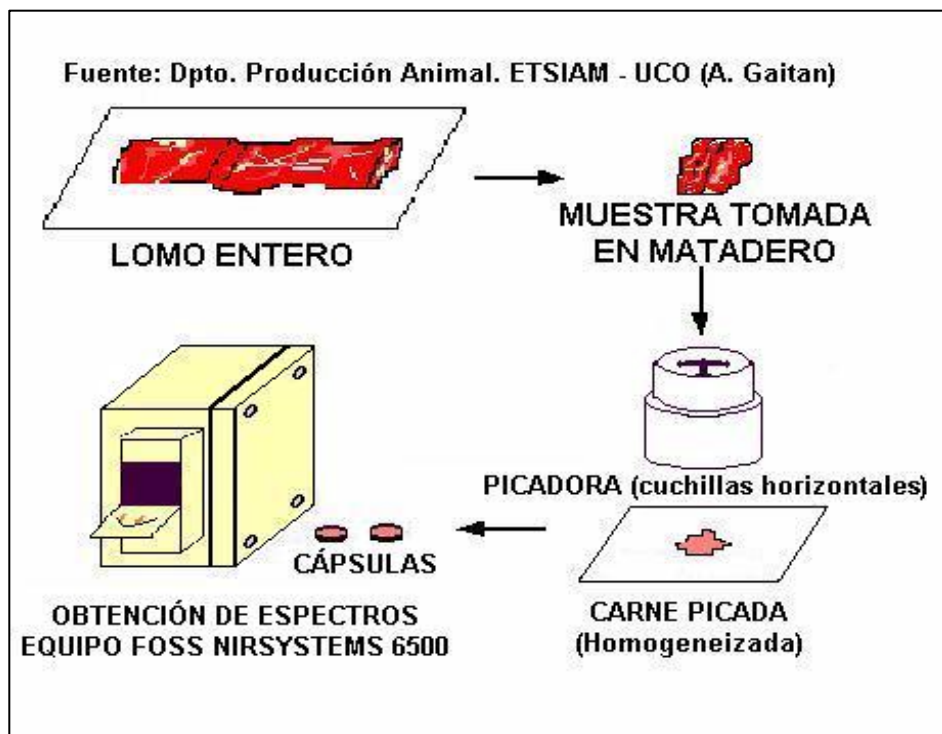 Fuente: Dpto. Producción Animal. ETSIAM - UCO (A. Gaitan)
LOMO ENTERO
MUESTRA TOMADA
EN MATADERO
PICADORA (cuchillas horizontales)
CARNE PICADA
(Homogeneizada)
CÁPSULAS
OBTENCIÓN DE ESPECTROS
EQUIPO FOSS NIRSYSTEMS 6500